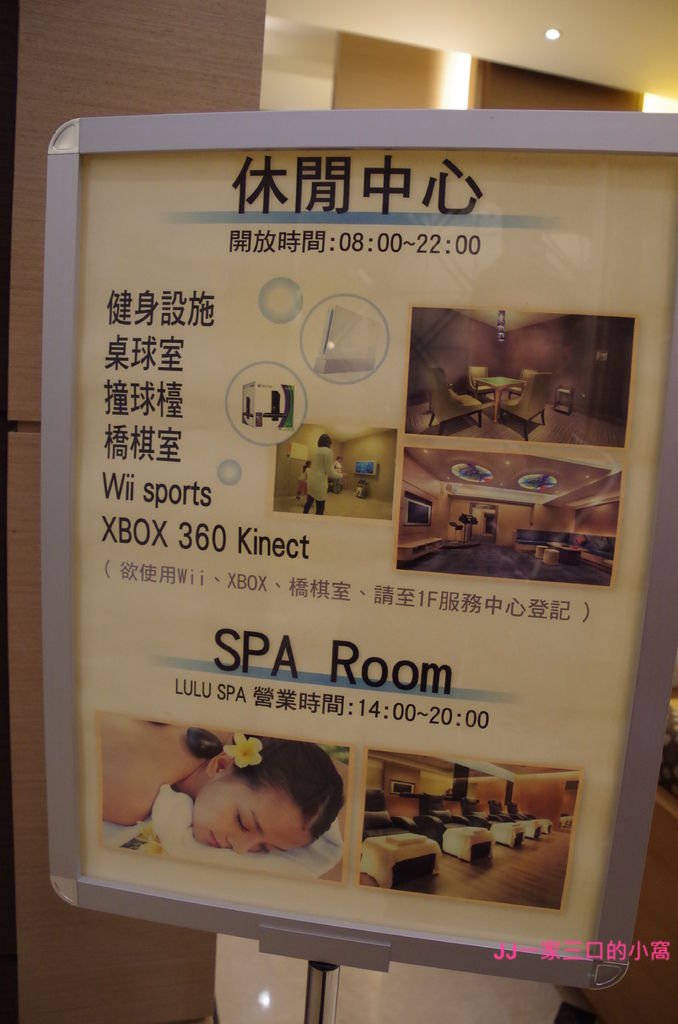 休閒中心
開放時間:08:00~22:00
健身設施
桌球室
撞球檯
橋棋室
Wii sports
XBOX 360 Kinect
( 欲使用Wii、XBOX、橋棋室、請至1F服務中心登記 )
SPA Room
LULU SPA 營業時間:14:00~20:00
JJ一家三口的小窩